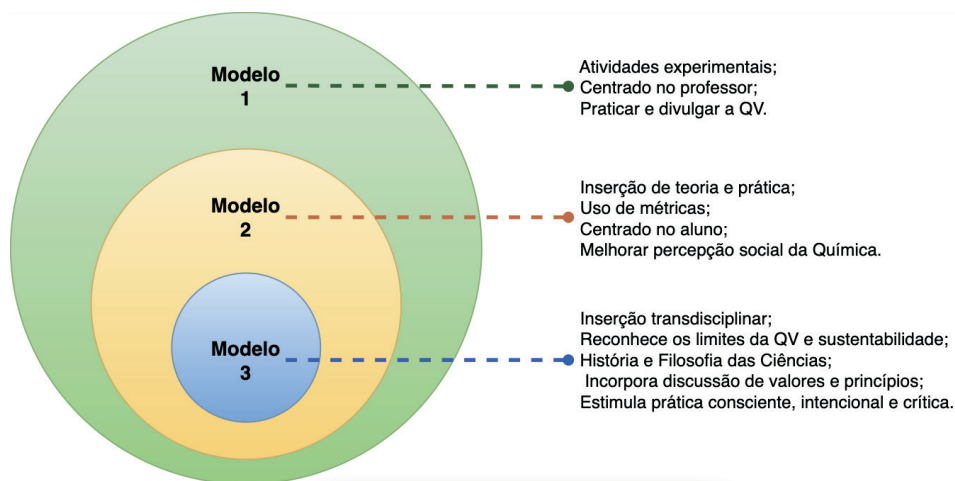 Modelo
1
Atividades experimentais;
Centrado no professor;
Praticar e divulgar a QV.
Modelo
2
Inserção de teoria e prática;
Uso de métricas;
Centrado no aluno;
Melhorar percepção social da Química.
Modelo
3
Inserção transdisciplinar;
Reconhece os limites da QV e sustentabilidade;
História e Filosofia das Ciências;
Incorpora discussão de valores e princípios;
Estimula prática consciente, intencional e crítica.